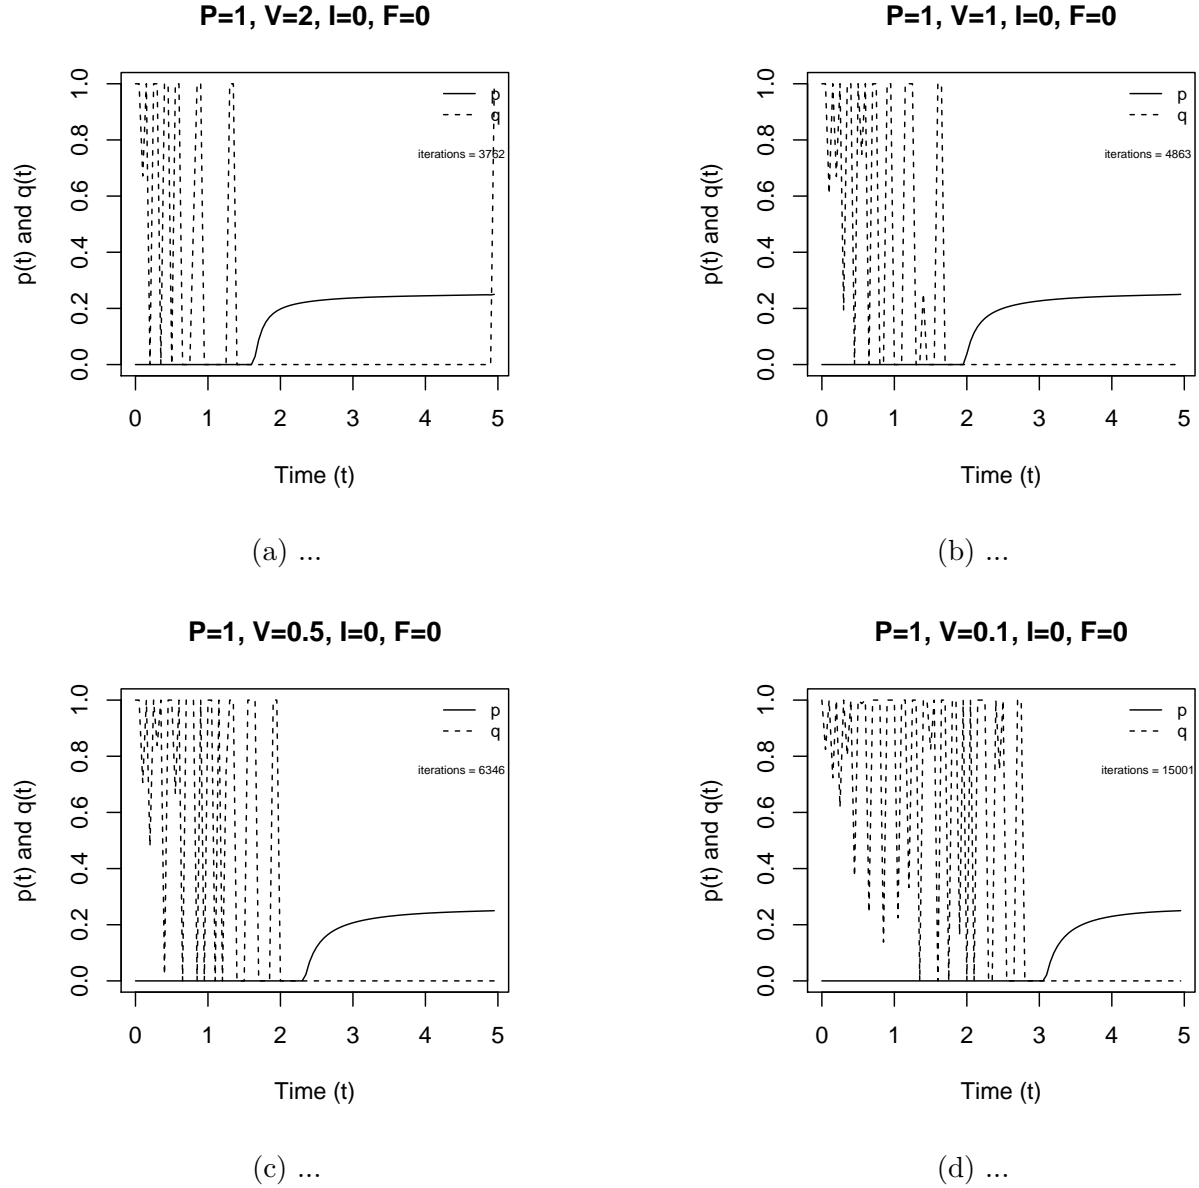 P=1, V=2, I=0, F=0
p(t) and q(t)
1.0
0.8
0.6
0.4
0.2
0.0
p
q
iterations = 3762
0 1 2 3 4 5
Time (t)
(a) ...
P=1, V=1, I=0, F=0
p(t) and q(t)
1.0
0.8
0.6
0.4
0.2
0.0
p
q
iterations = 4863
0 1 2 3 4 5
Time (t)
(b) ...
P=1, V=0.5, I=0, F=0
p(t) and q(t)
1.0
0.8
0.6
0.4
0.2
0.0
p
q
iterations = 6346
0 1 2 3 4 5
Time (t)
(c) ...
P=1, V=0.1, I=0, F=0
p(t) and q(t)
1.0
0.8
0.6
0.4
0.2
0.0
p
q
iterations = 15001
0 1 2 3 4 5
Time (t)
(d) ...